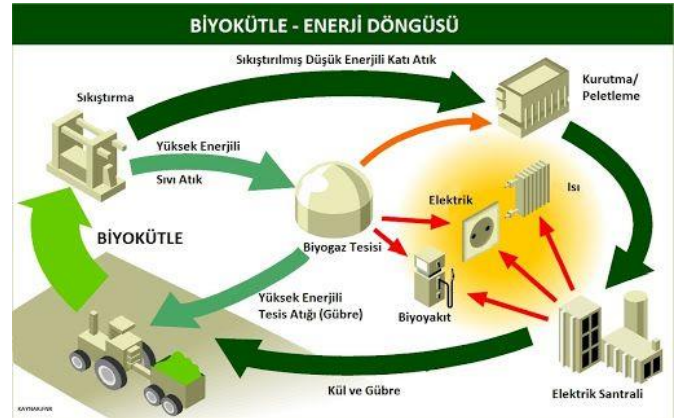 BİYOKÜTLE - ENERJİ DÖNGÜSÜ
Sıkıştırılmış Düşük Enerjili Katı Atık
Kurutma/
Peletleme
Sıkıştırma
Yüksek Enerjili
Sıvı Atık
Elektrik
Isı
BİYOKÜTLE
Biyogaz Tesisi
Yüksek Enerjili
Tesis Atığı (Gübre)
Biyoyakıt
Kül ve Gübre
Elektrik Santrali